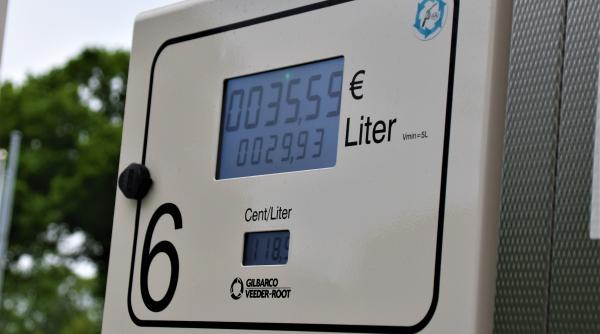 0035,59 €
0029,93 Liter Vmin=5L
Cent/Liter
118,9
6
GILBARCO
VEEDER-ROOT